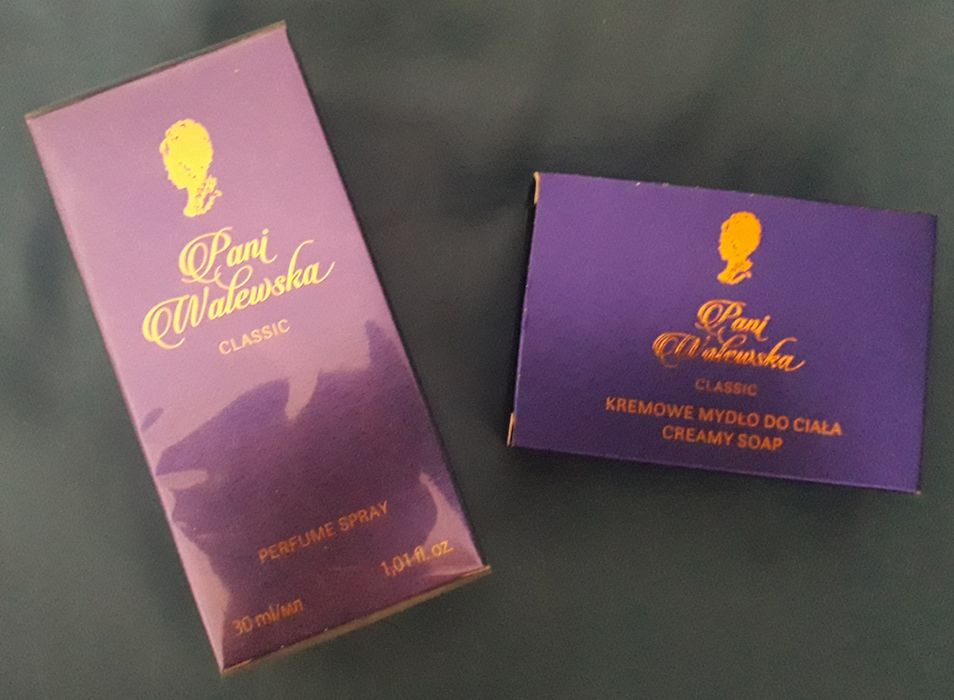 Pani
Walewska
CLASSIC
PERFUME SPRAY
30 ml/мл
1,01 fl. oz.
Pani
Walewska
CLASSIC
KREMOWE MYDŁO DO CIAŁA
CREAMY SOAP